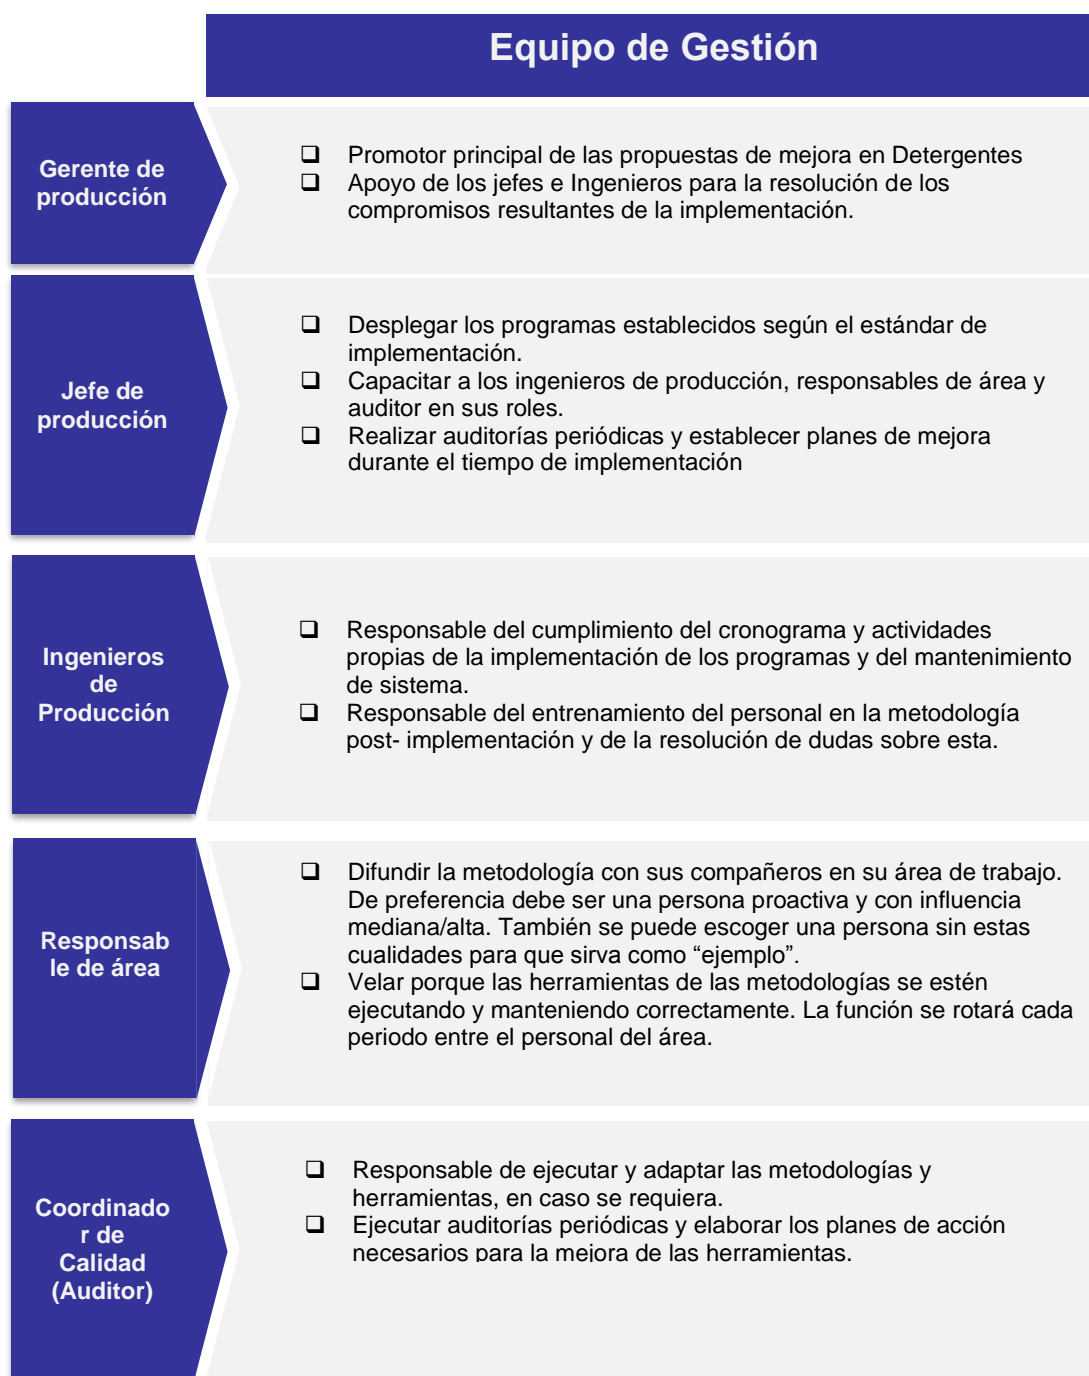 Equipo de Gestión
Gerente de
producción
❑ Promotor principal de las propuestas de mejora en Detergentes
❑ Apoyo de los jefes e Ingenieros para la resolución de los
compromisos resultantes de la implementación.
Jefe de
producción
❑ Desplegar los programas establecidos según el estándar de
implementación.
❑ Capacitar a los ingenieros de producción, responsables de área y
auditor en sus roles.
❑ Realizar auditorías periódicas y establecer planes de mejora
durante el tiempo de implementación
Ingenieros
de
Producción
❑ Responsable del cumplimiento del cronograma y actividades
propias de la implementación de los programas y del mantenimiento
de sistema.
❑ Responsable del entrenamiento del personal en la metodología
post- implementación y de la resolución de dudas sobre esta.
Responsab
le de área
❑ Difundir la metodología con sus compañeros en su área de trabajo.
De preferencia debe ser una persona proactiva y con influencia
mediana/alta. También se puede escoger una persona sin estas
cualidades para que sirva como “ejemplo”.
❑ Velar porque las herramientas de las metodologías se estén
ejecutando y manteniendo correctamente. La función se rotará cada
periodo entre el personal del área.
Coordinado
r de
Calidad
(Auditor)
❑ Responsable de ejecutar y adaptar las metodologías y
herramientas, en caso se requiera.
❑ Ejecutar auditorías periódicas y elaborar los planes de acción
necesarios para la mejora de las herramientas.